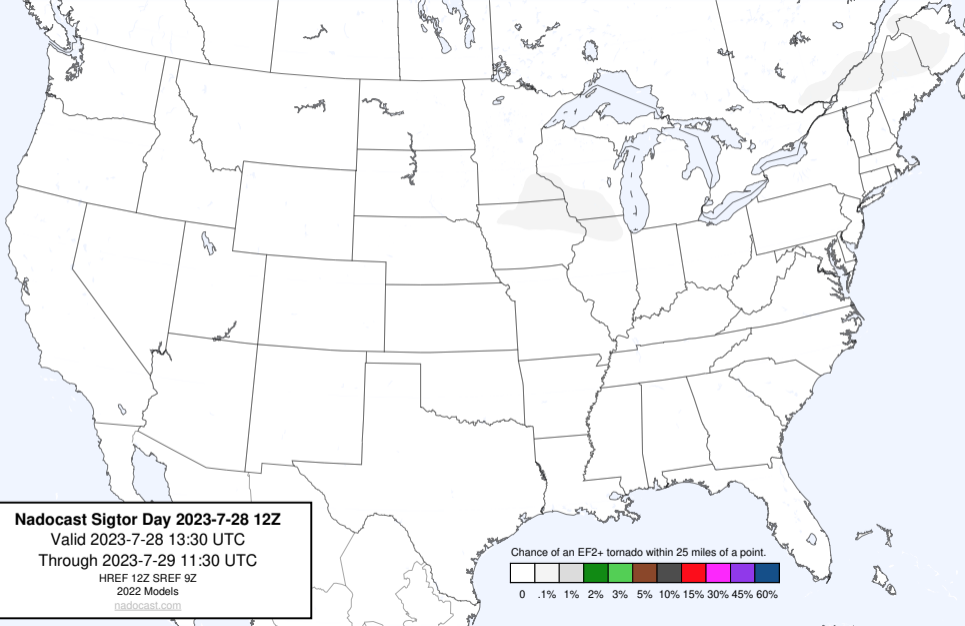 Nadocast Sigtor Day 2023-7-28 12Z
Valid 2023-7-28 13:30 UTC
Through 2023-7-29 11:30 UTC
HREF 12Z SREF 9Z
2022 Models
nadocast.com
Chance of an EF2+ tornado within 25 miles of a point.
0 .1% 1% 2% 3% 5% 10% 15% 30% 45% 60%